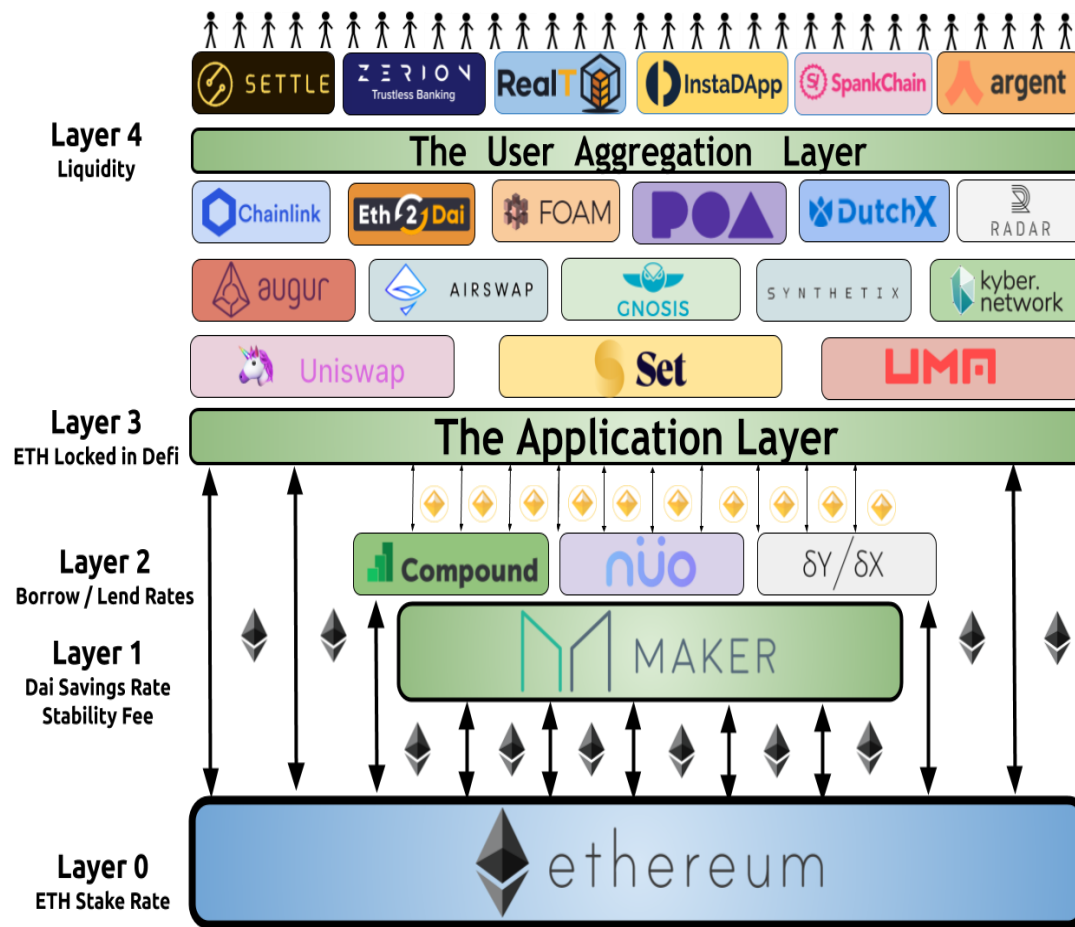 SETTLE
ZERION
Trustless Banking
RealT
InstaDApp
SpankChain
argent
Layer 4
Liquidity
The User Aggregation Layer
Chainlink
Eth2Dai
FOAM
POA
DutchX
RADAR
augur
AIRSWAP
GNOSIS
SYNTHETIX
kyber.
network
Uniswap
Set
UMA
Layer 3
ETH Locked in Defi
The Application Layer
Layer 2
Borrow / Lend Rates
Compound
nüo
δY/δX
Layer 1
Dai Savings Rate
Stability Fee
MAKER
Layer 0
ETH Stake Rate
ethereum